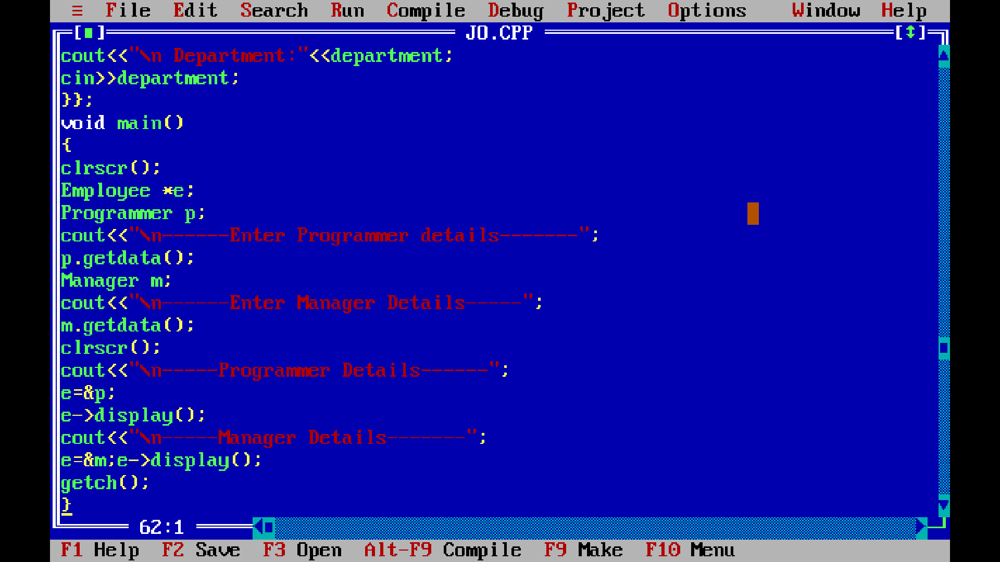 ≡ File Edit Search Run Compile Debug Project Options Window Help
[■] JO.CPP [↕]
cout<<"\n Department:"<<department;
cin>>department;
}};
void main()
{
clrscr();
Employee *e;
Programmer p;
cout<<"\n------Enter Programmer details-------";
p.getdata();
Manager m;
cout<<"\n------Enter Manager Details-----";
m.getdata();
clrscr();
cout<<"\n-----Programmer Details------";
e=&p;
e->display();
cout<<"\n-----Manager Details-------";
e=&m;e->display();
getch();
}
62:1
F1 Help F2 Save F3 Open Alt-F9 Compile F9 Make F10 Menu